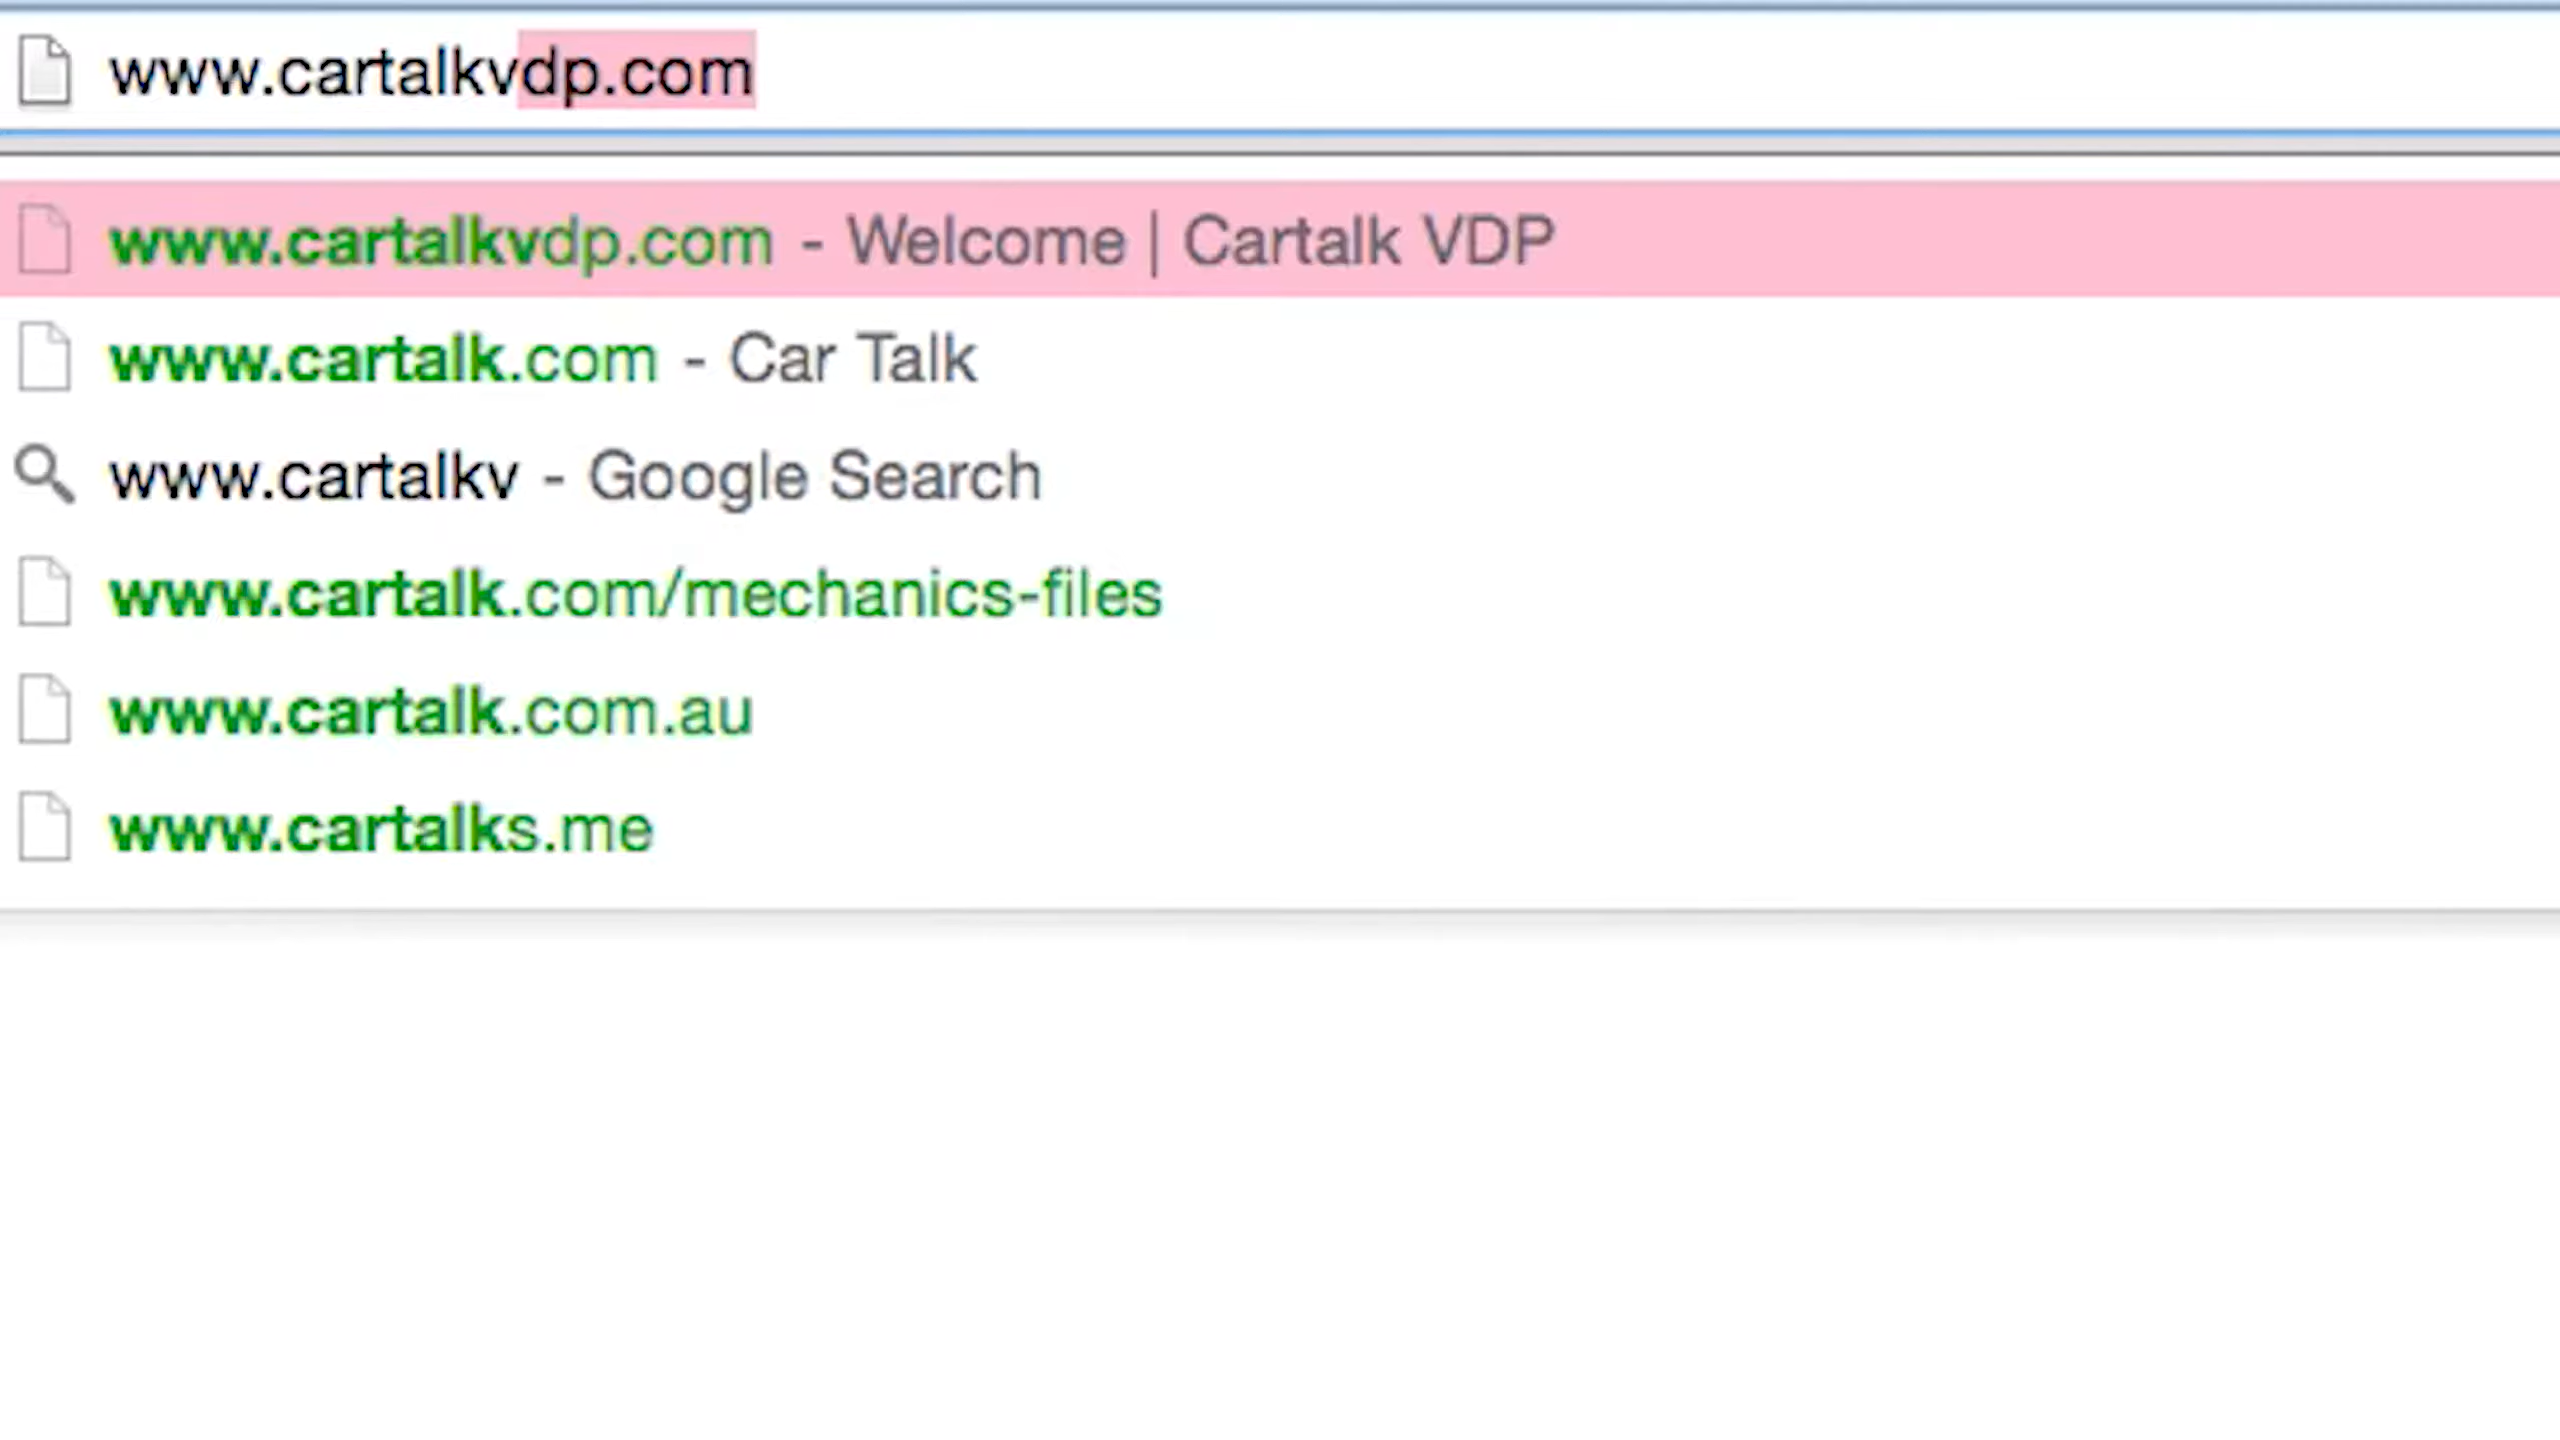 www.cartalkvdp.com
www.cartalkvdp.com - Welcome | Cartalk VDP
www.cartalk.com - Car Talk
www.cartalkv - Google Search
www.cartalk.com/mechanics-files
www.cartalk.com.au
www.cartalks.me